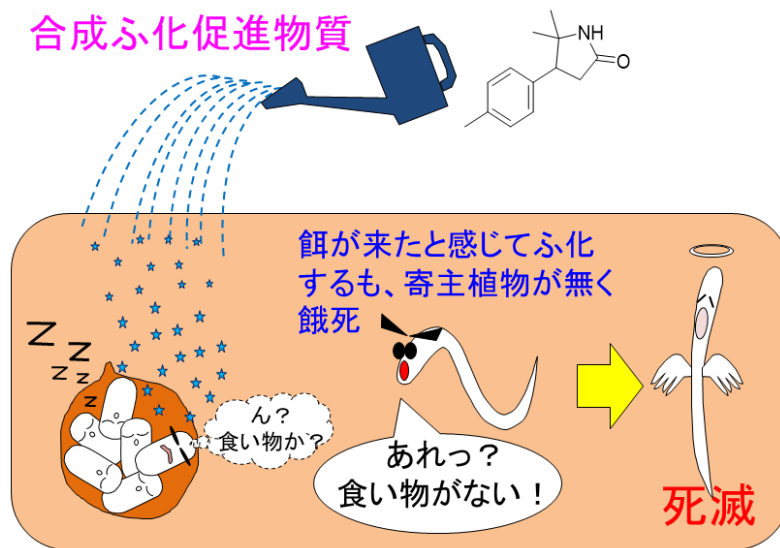 合成ふ化促進物質
NH
O
餌が来たと感じてふ化
するも、寄主植物が無く
餓死
Z
Z
Z
Z
Z
ん？
食い物か？
あれっ？
食い物がない！
死滅